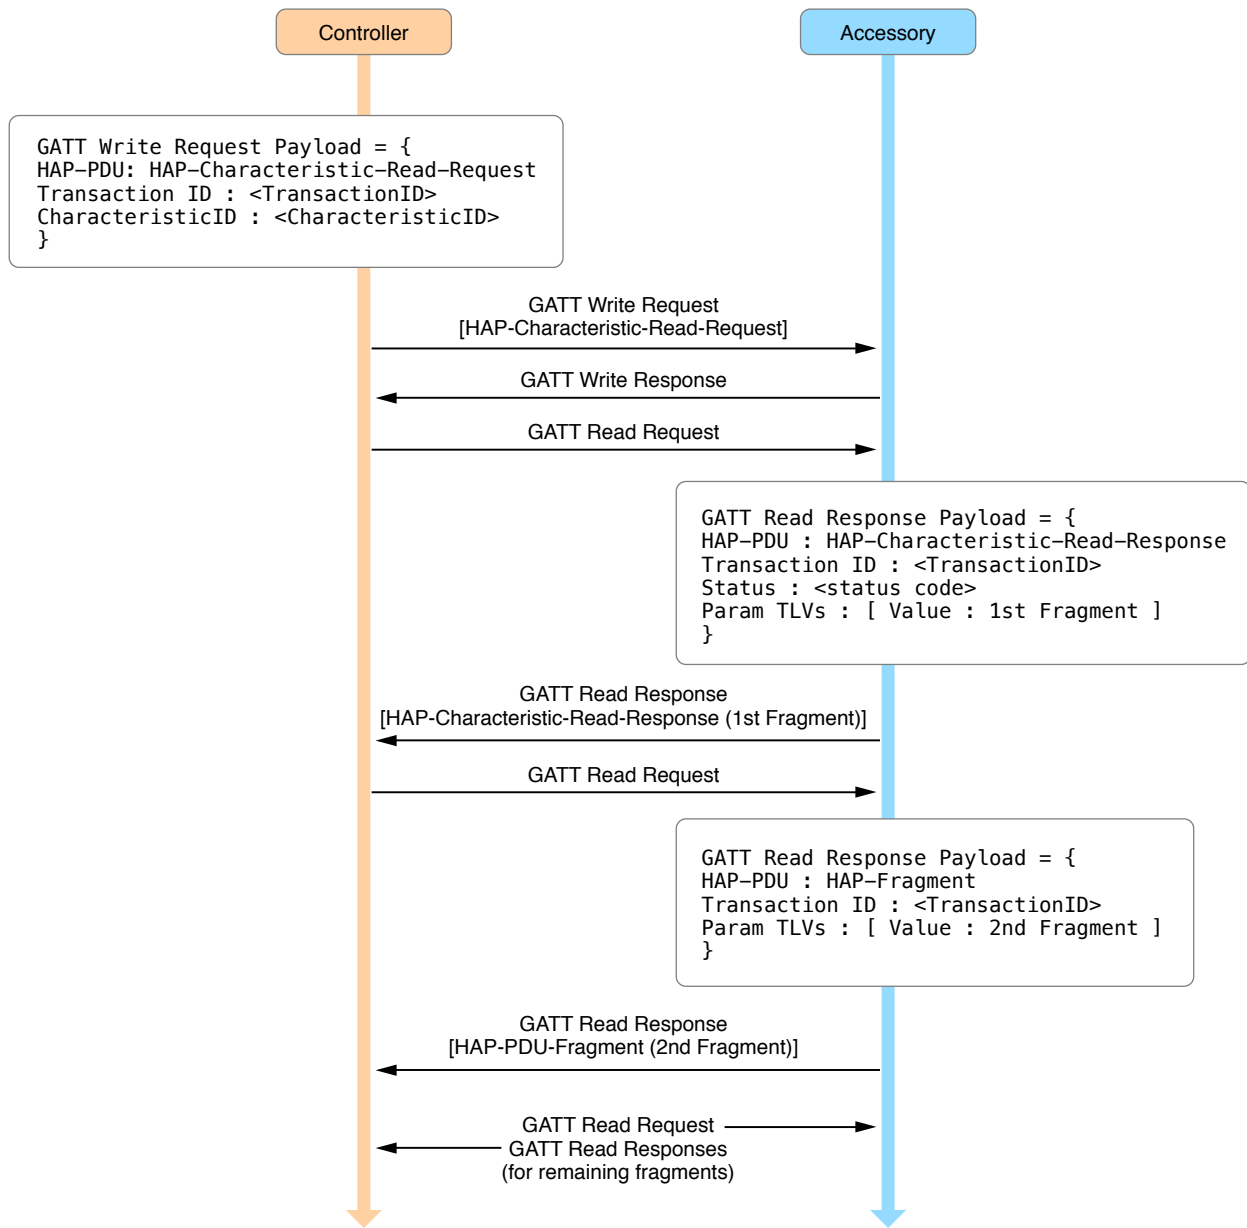 Controller
Accessory
GATT Write Request Payload = {
HAP-PDU: HAP-Characteristic-Read-Request
Transaction ID : <TransactionID>
CharacteristicID : <CharacteristicID>
}
GATT Write Request
[HAP-Characteristic-Read-Request]
GATT Write Response
GATT Read Request
GATT Read Response Payload = {
HAP-PDU : HAP-Characteristic-Read-Response
Transaction ID : <TransactionID>
Status : <status code>
Param TLVs : [ Value : 1st Fragment ]
}
GATT Read Response
[HAP-Characteristic-Read-Response (1st Fragment)]
GATT Read Request
GATT Read Response Payload = {
HAP-PDU : HAP-Fragment
Transaction ID : <TransactionID>
Param TLVs : [ Value : 2nd Fragment ]
}
GATT Read Response
[HAP-PDU-Fragment (2nd Fragment)]
GATT Read Request
GATT Read Responses
(for remaining fragments)